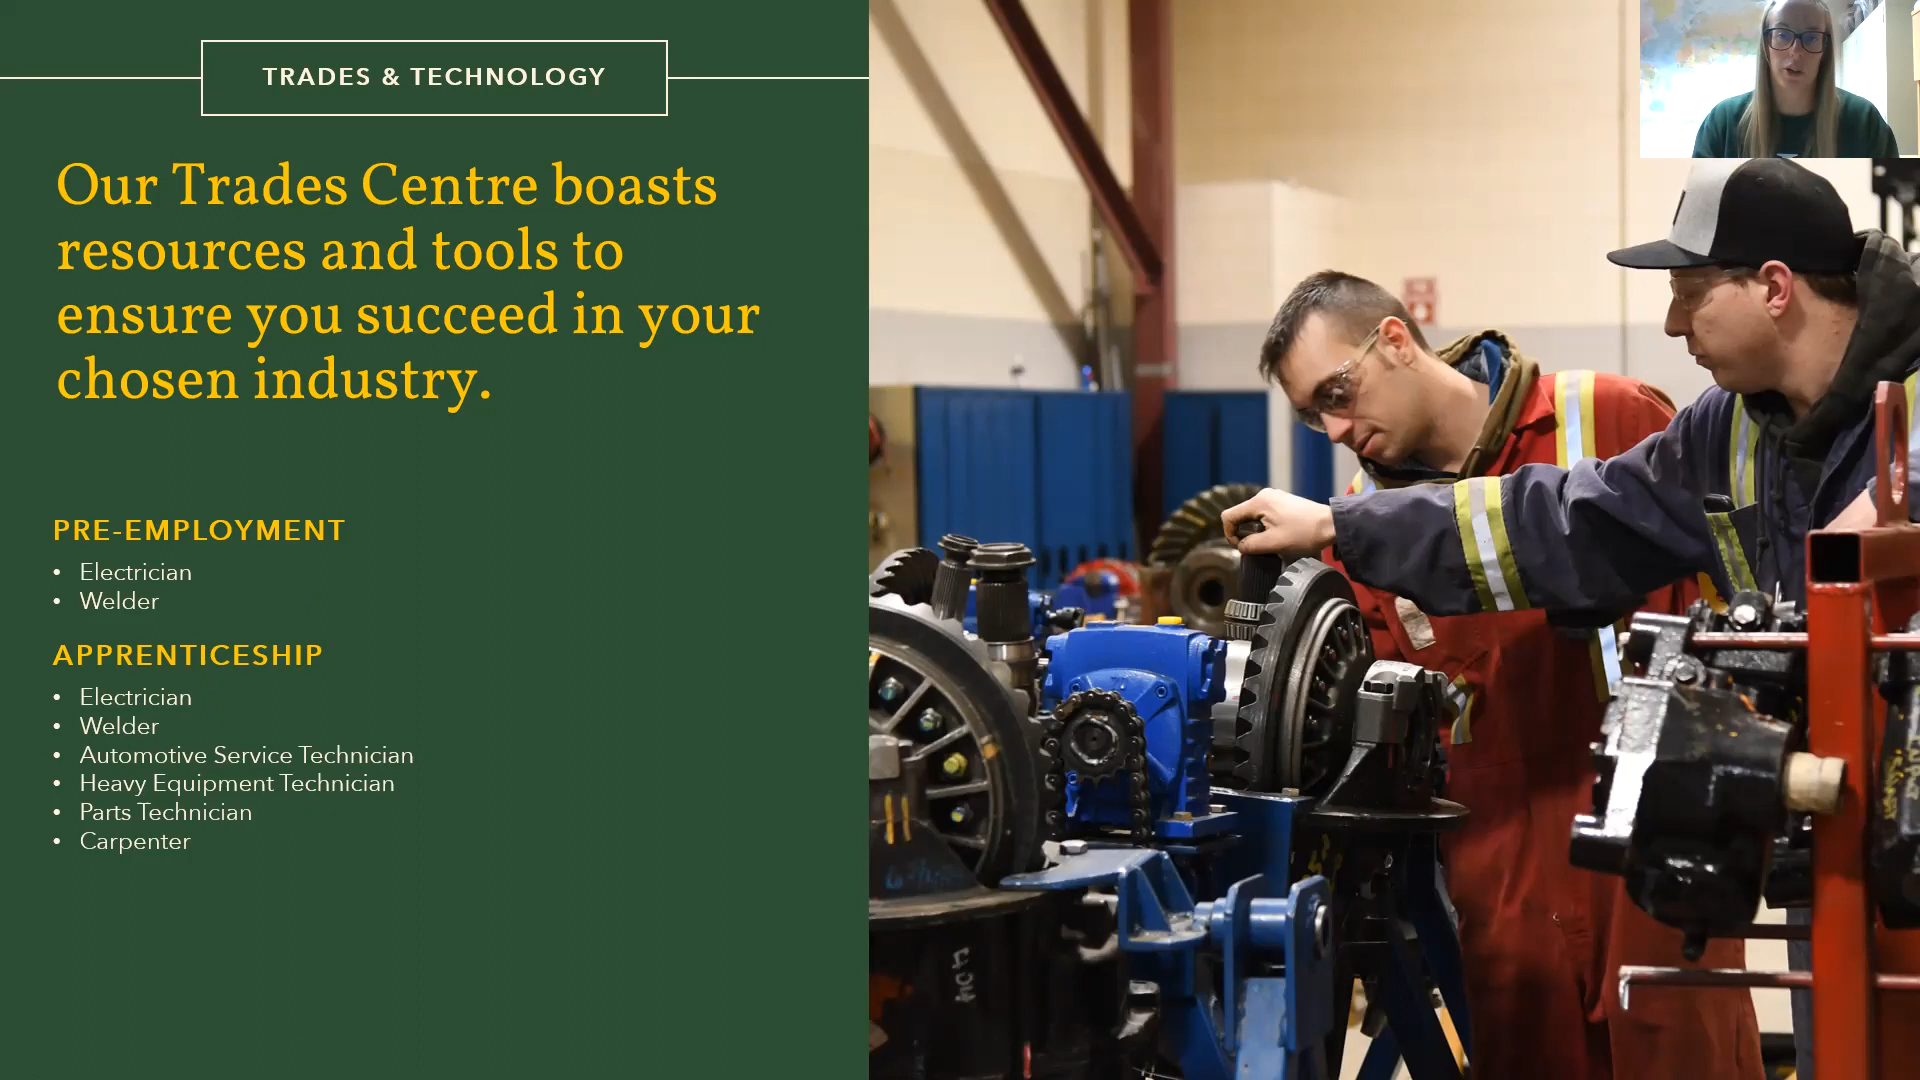 TRADES & TECHNOLOGY
Our Trades Centre boasts
resources and tools to
ensure you succeed in your
chosen industry.
PRE-EMPLOYMENT
• Electrician
• Welder
APPRENTICESHIP
• Electrician
• Welder
• Automotive Service Technician
• Heavy Equipment Technician
• Parts Technician
• Carpenter